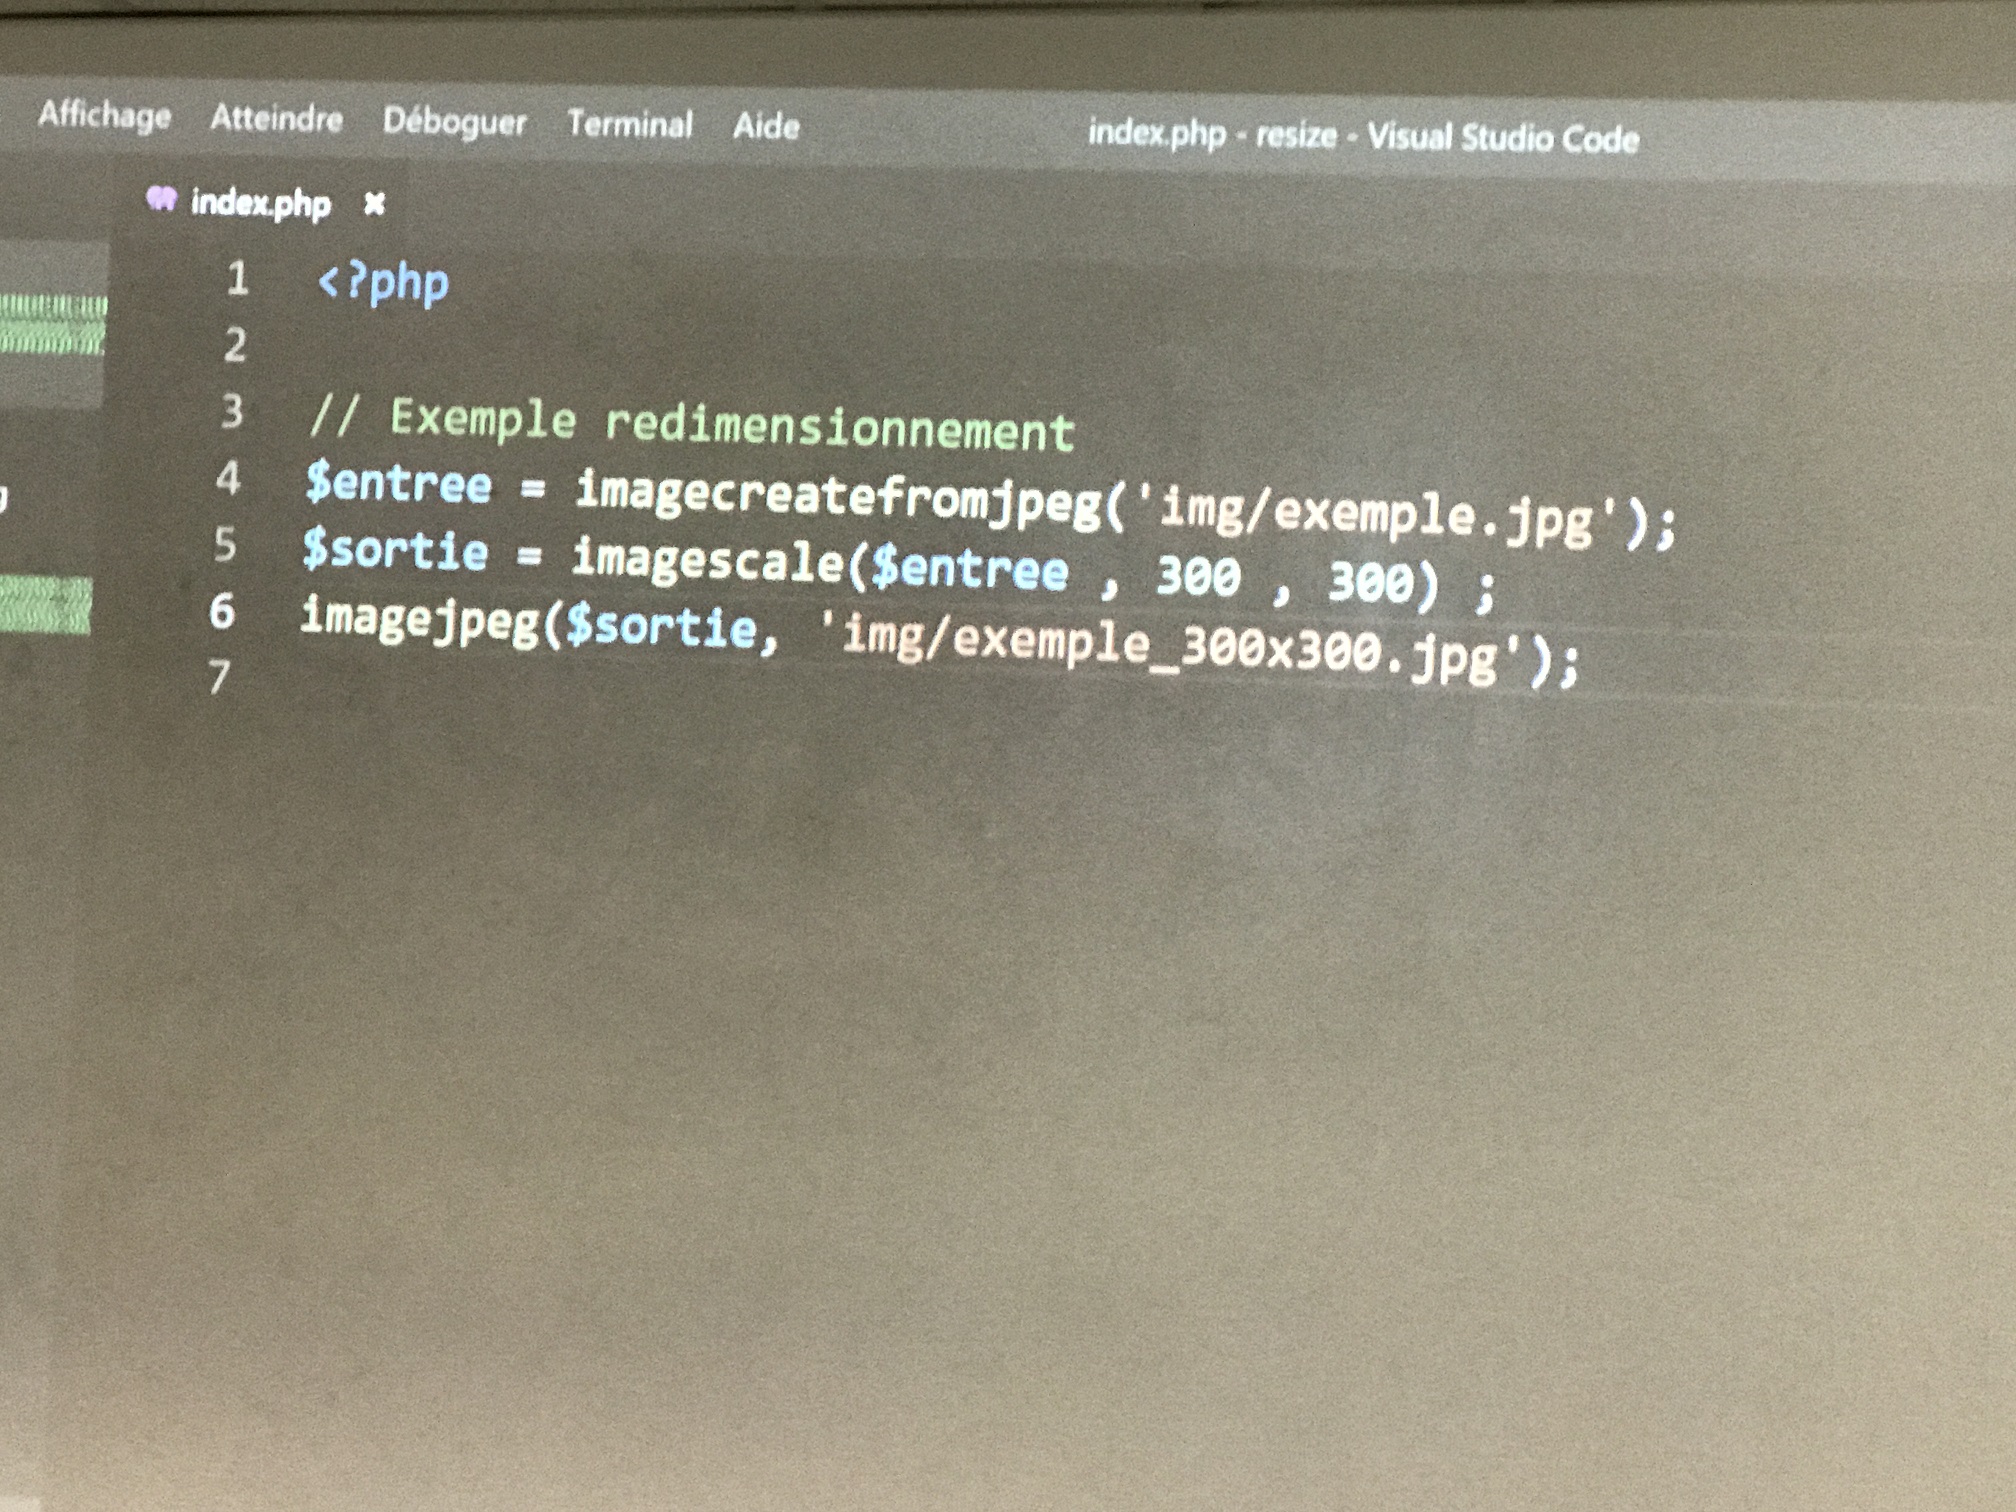 Affichage Atteindre Déboguer Terminal Aide index.php - resize - Visual Studio Code
index.php
1 <?php
2
3 // Exemple redimensionnement
4 $entree = imagecreatefromjpeg('img/exemple.jpg');
5 $sortie = imagescale($entree , 300 , 300) ;
6 imagejpeg($sortie, 'img/exemple_300x300.jpg');
7